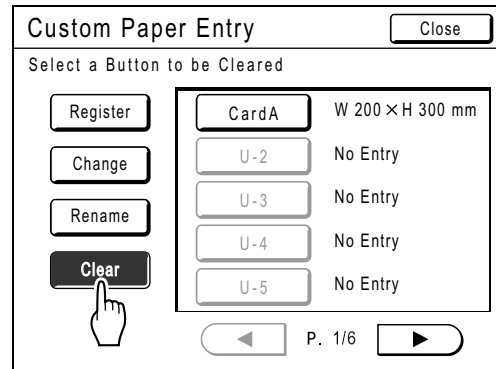 Custom Paper Entry
Close
Select a Button to be Cleared
Register
Change
Rename
Clear
CardA W 200×H 300 mm
U-2 No Entry
U-3 No Entry
U-4 No Entry
U-5 No Entry
P. 1/6